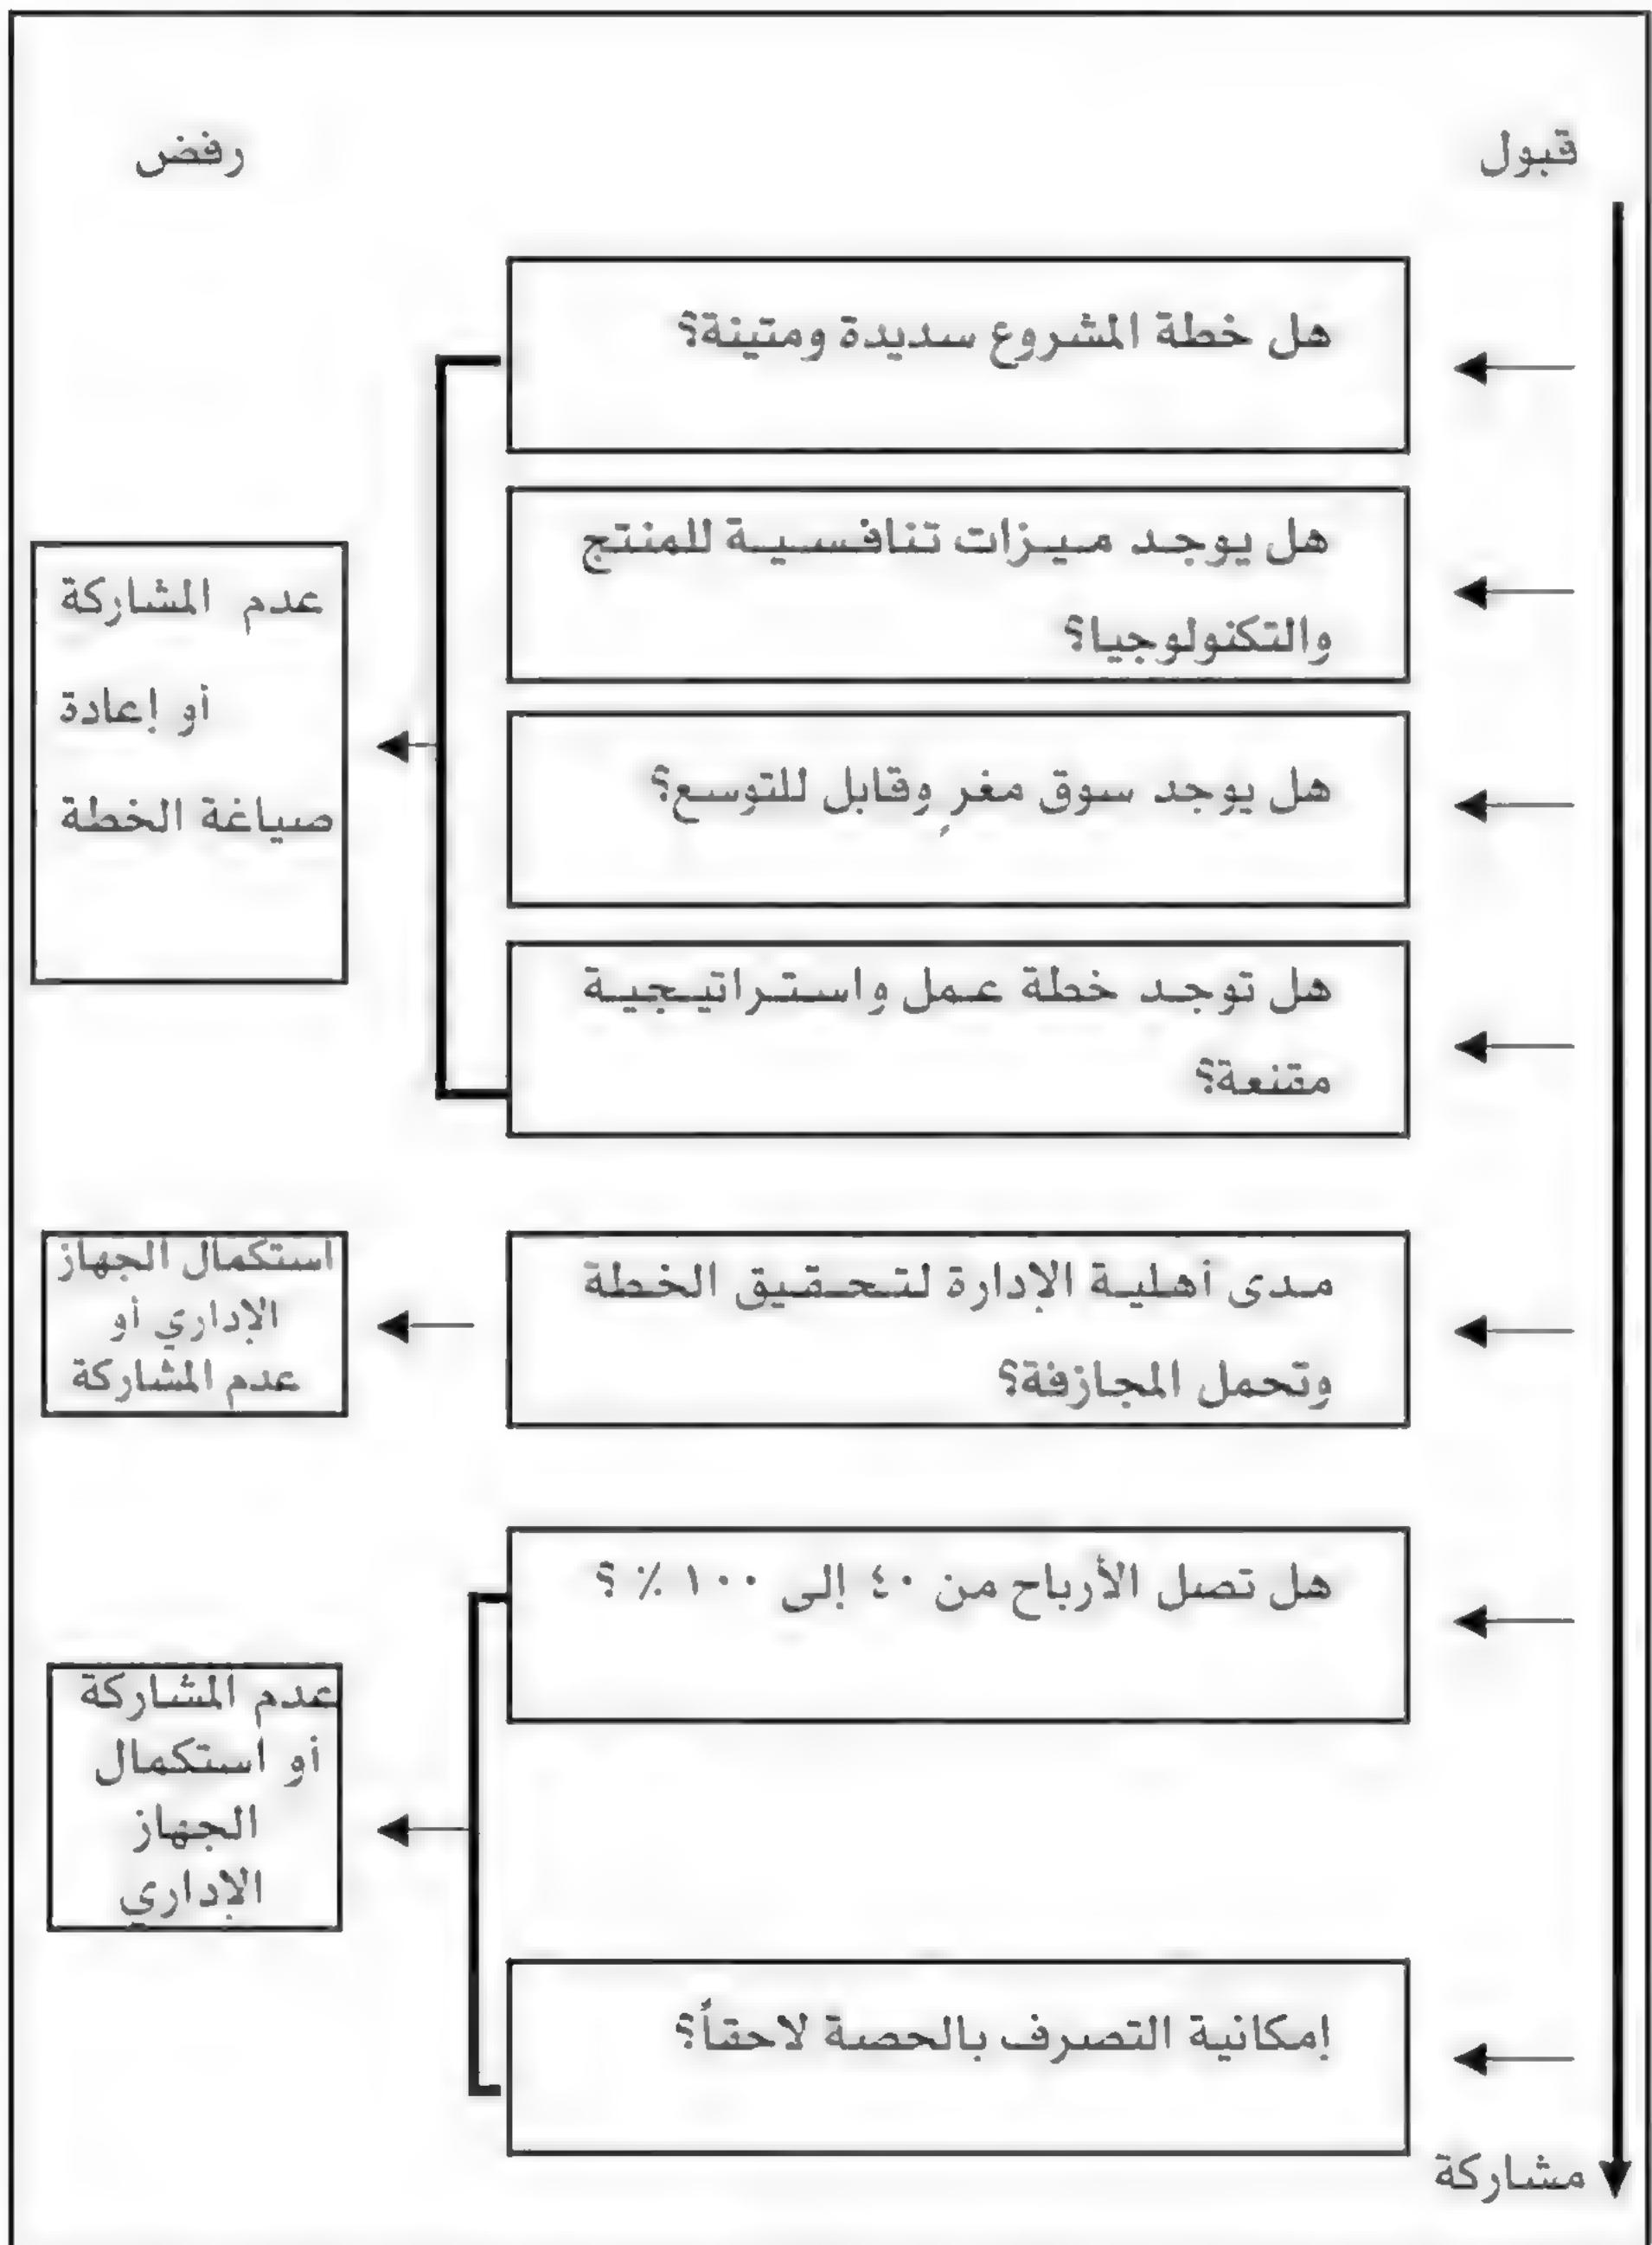 قبول
رفض
هل خطة المشروع سديدة ومتينة؟
هل يوجد ميزات تنافسية للمنتج
والتكنولوجيا؟
هل يوجد سوق مغرٍ وقابل للتوسع؟
هل توجد خطة عمل واستراتيجية
مقنعة؟
عدم المشاركة
أو إعادة
صياغة الخطة
مدى أهلية الإدارة لتحقيق الخطة
وتحمل المجازفة؟
استكمال الجهاز
الإداري أو
عدم المشاركة
هل تصل الأرباح من ٤٠ إلى ١٠٠ ٪ ؟
إمكانية التصرف بالحصة لاحقاً؟
عدم المشاركة
أو استكمال
الجهاز
الإداري
مشاركة